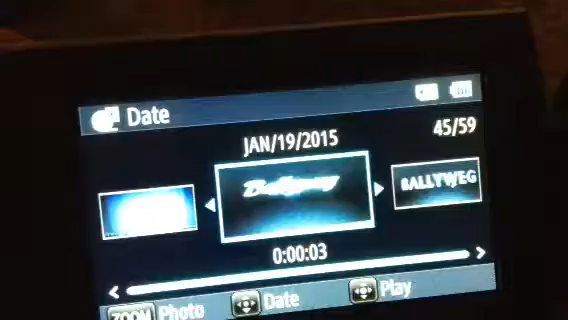 Date
JAN/19/2015
45/59
BALLYWEG
0:00:03
ZOOM Photo
Date
Play